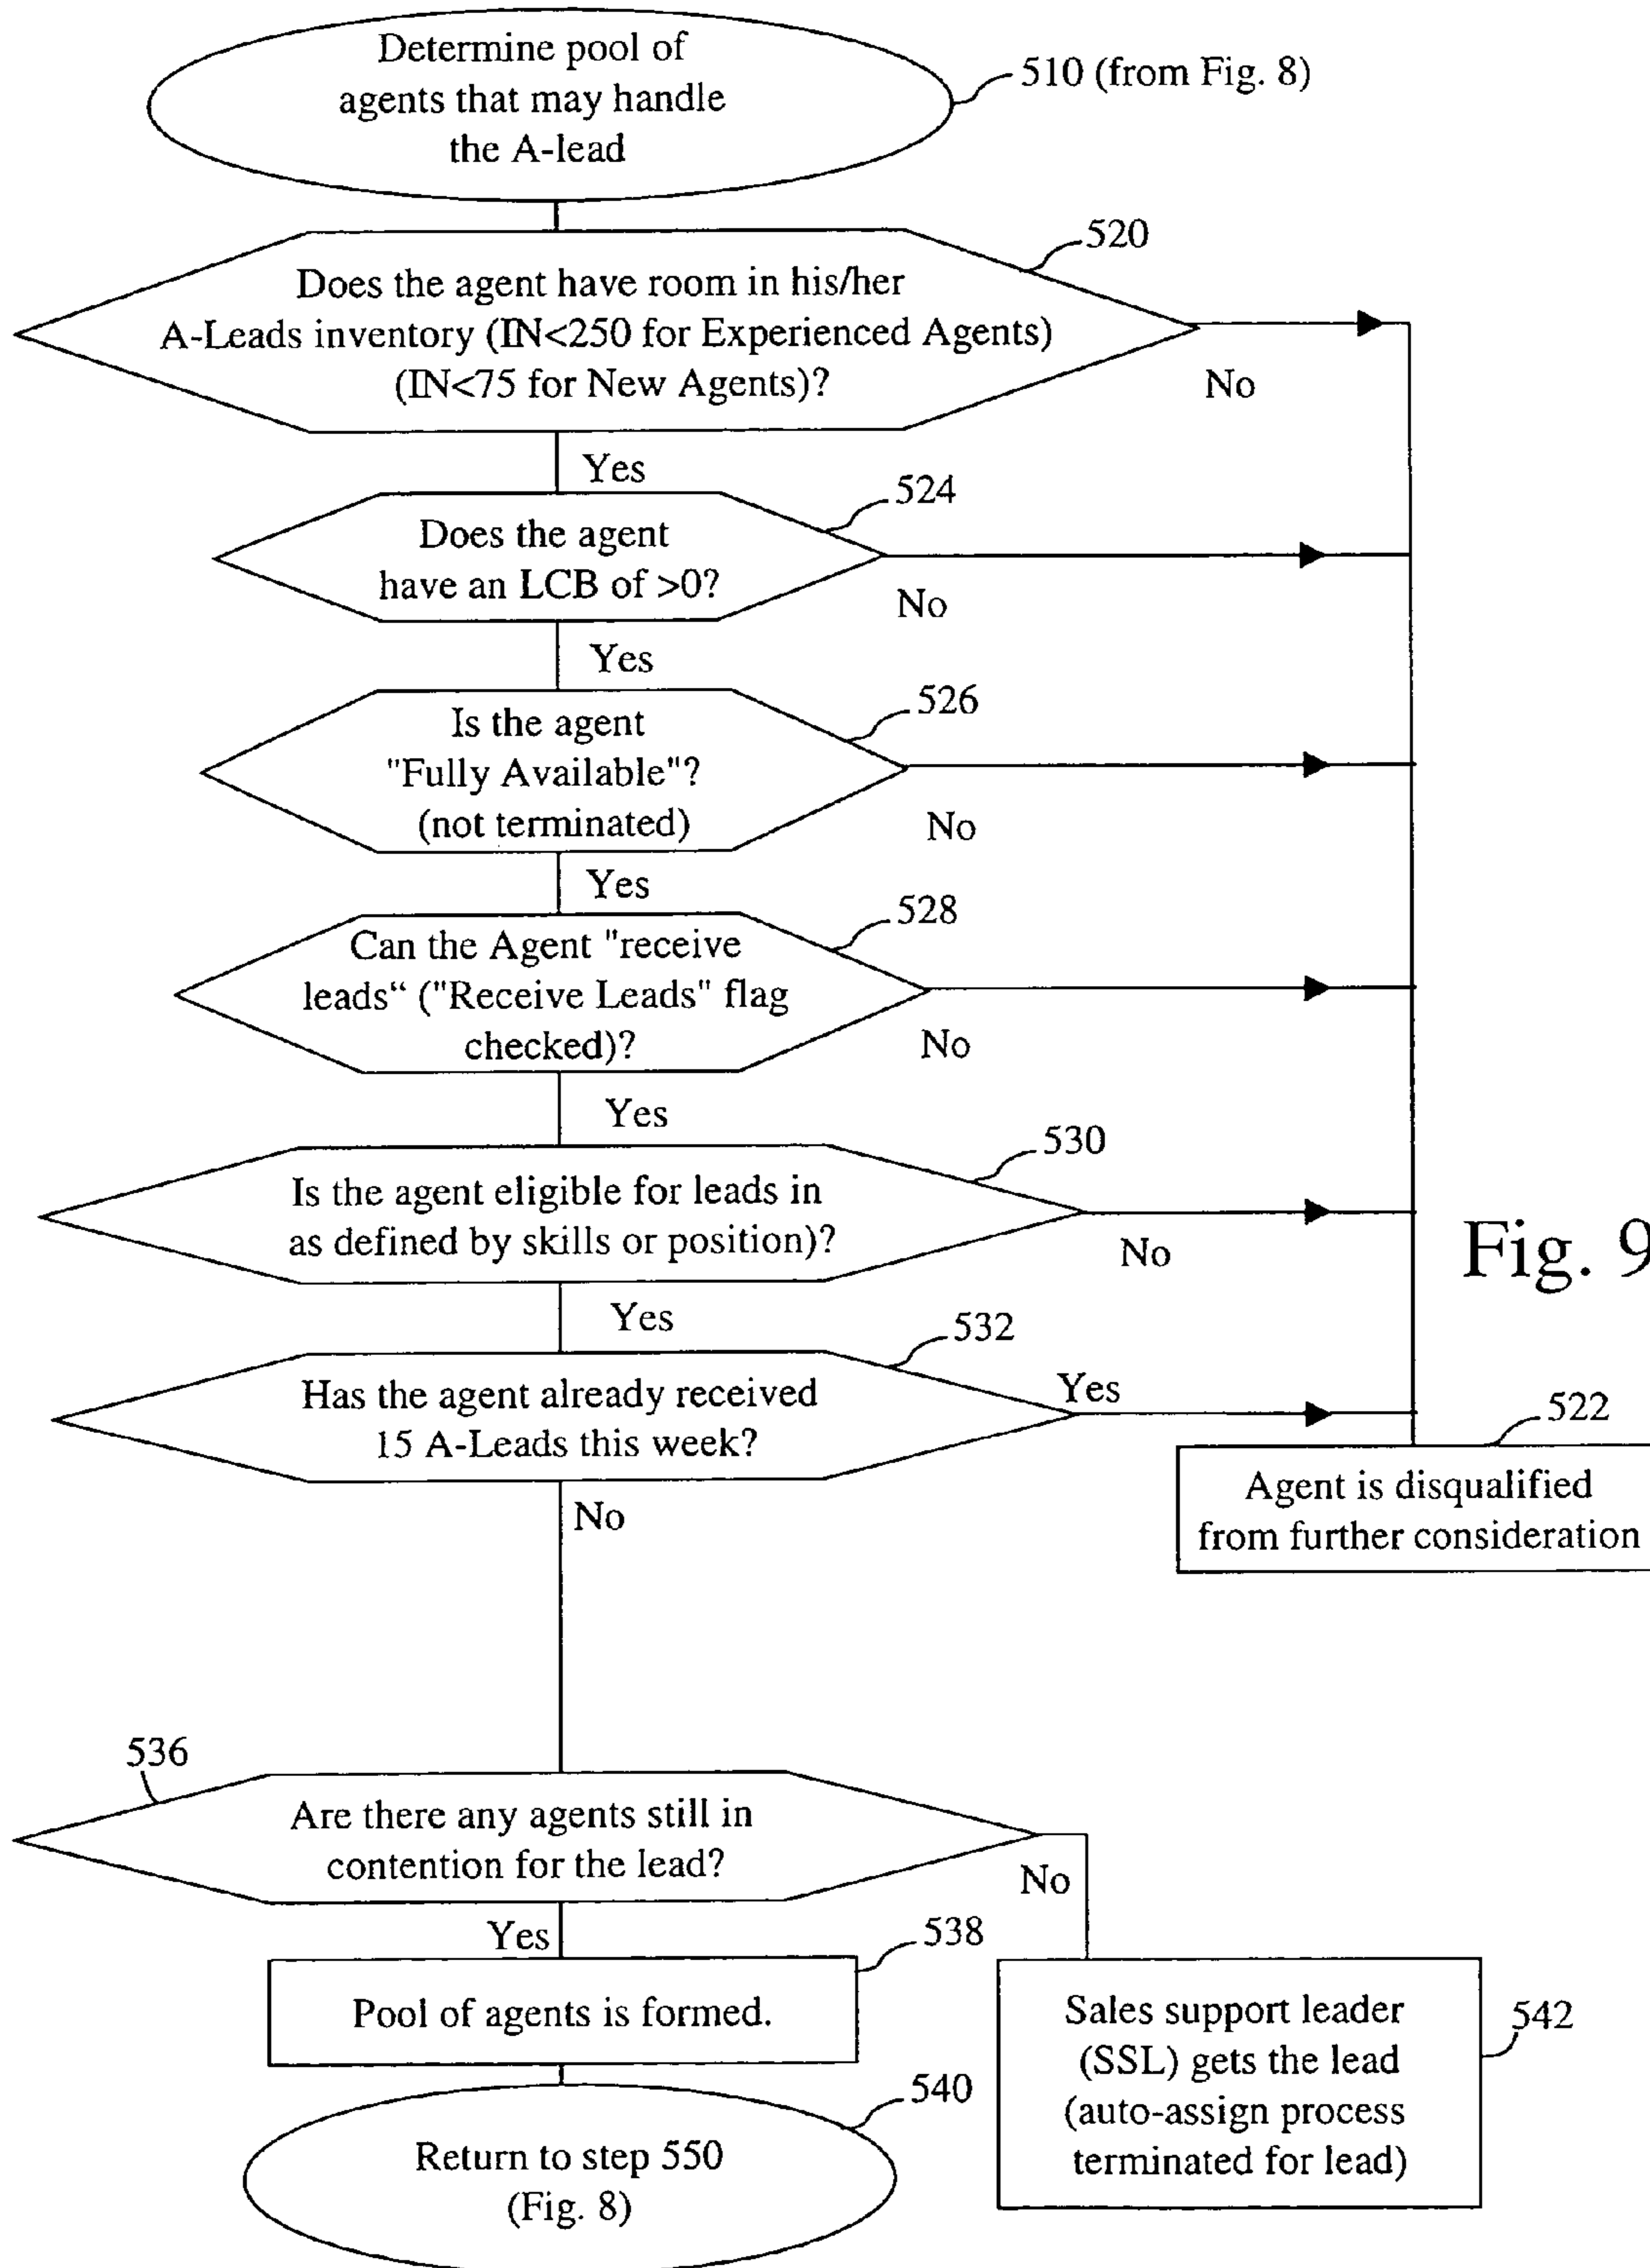 Determine pool of
agents that may handle
the A-lead
510 (from Fig. 8)
520
Does the agent have room in his/her
A-Leads inventory (IN<250 for Experienced Agents)
(IN<75 for New Agents)?
No
Yes
524
Does the agent
have an LCB of >0?
No
Yes
526
Is the agent
"Fully Available"?
(not terminated)
No
Yes
528
Can the Agent "receive
leads“ ("Receive Leads" flag
checked)?
No
Yes
530
Is the agent eligible for leads in
as defined by skills or position)?
No
Fig. 9
Yes
532
Has the agent already received
15 A-Leads this week?
Yes
522
Agent is disqualified
from further consideration
No
536
Are there any agents still in
contention for the lead?
No
Yes
538
Pool of agents is formed.
Sales support leader
(SSL) gets the lead
(auto-assign process
terminated for lead)
542
540
Return to step 550
(Fig. 8)